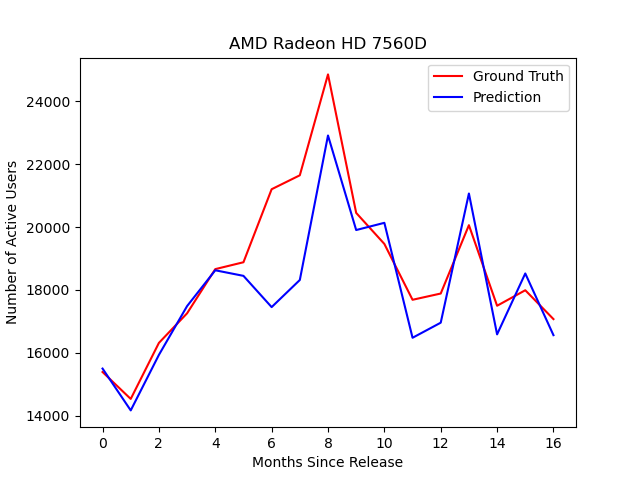 AMD Radeon HD 7560D
Ground Truth
Prediction
24000
22000
20000
18000
16000
14000
Number of Active Users
0 2 4 6 8 10 12 14 16
Months Since Release